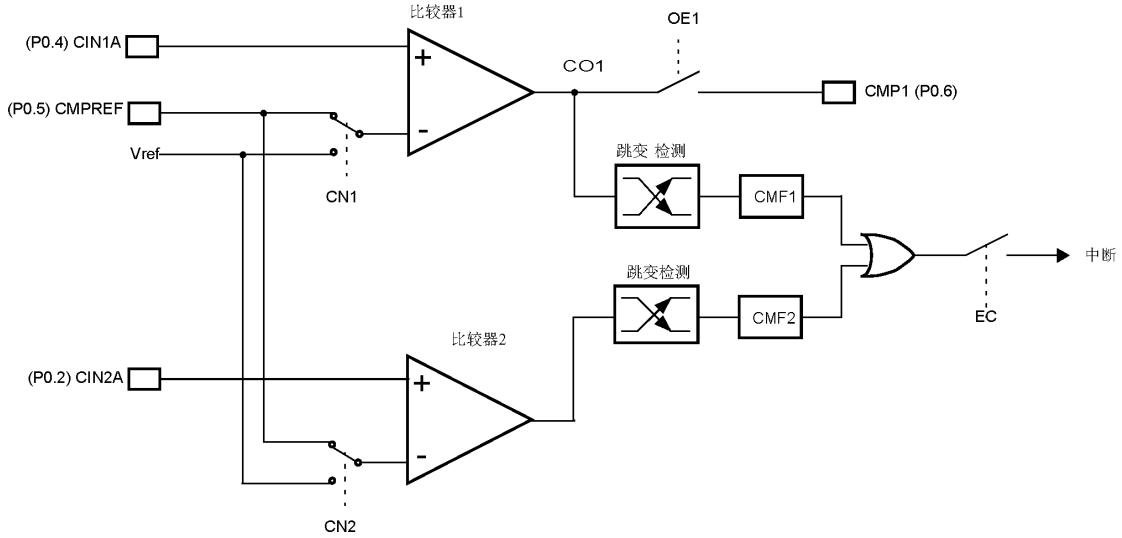 比较器1
OE1
(P0.4) CIN1A
+
CO1
(P0.5) CMPREF
CMP1 (P0.6)
-
Vref
跳变 检测
CN1
CMF1
中断
跳变检测
EC
CMF2
比较器2
(P0.2) CIN2A
+
-
CN2